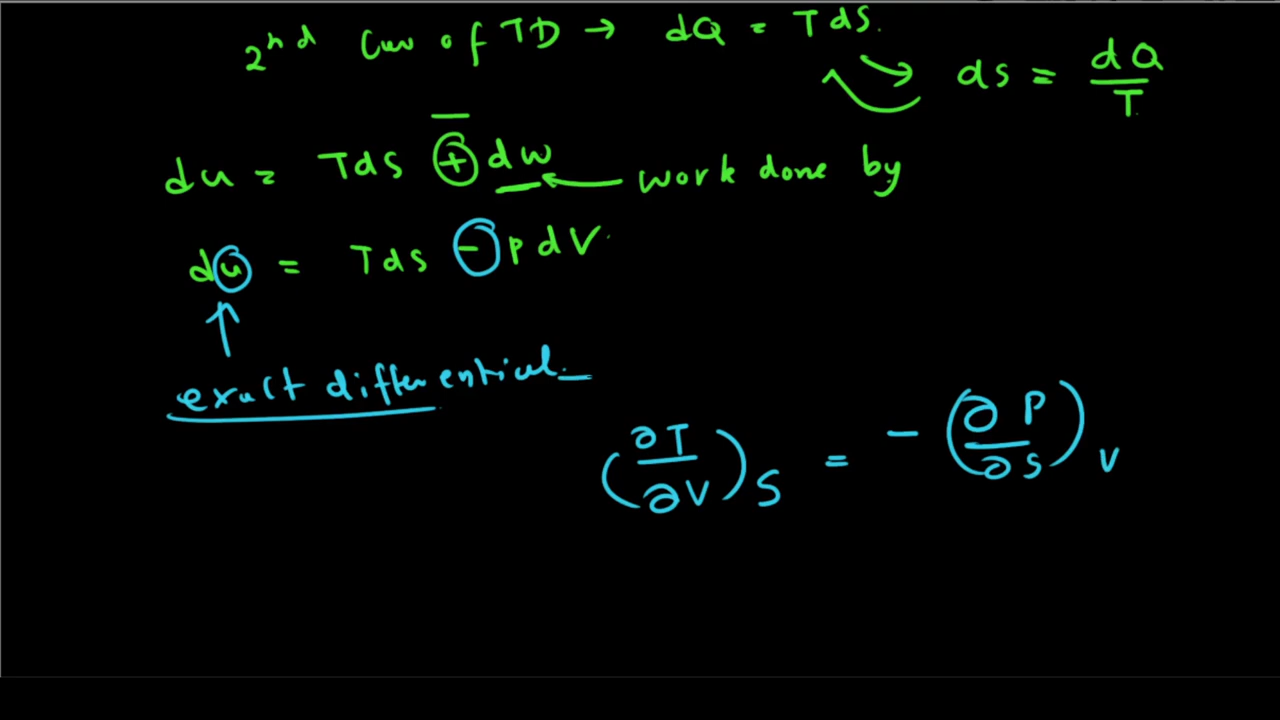 2nd Law of TD → dQ = Tds.
ds = dQ/T
du = Tds + dw ← work done by
du = Tds - pdV.
exact differential
(∂T/∂V)S = - (∂P/∂S)V